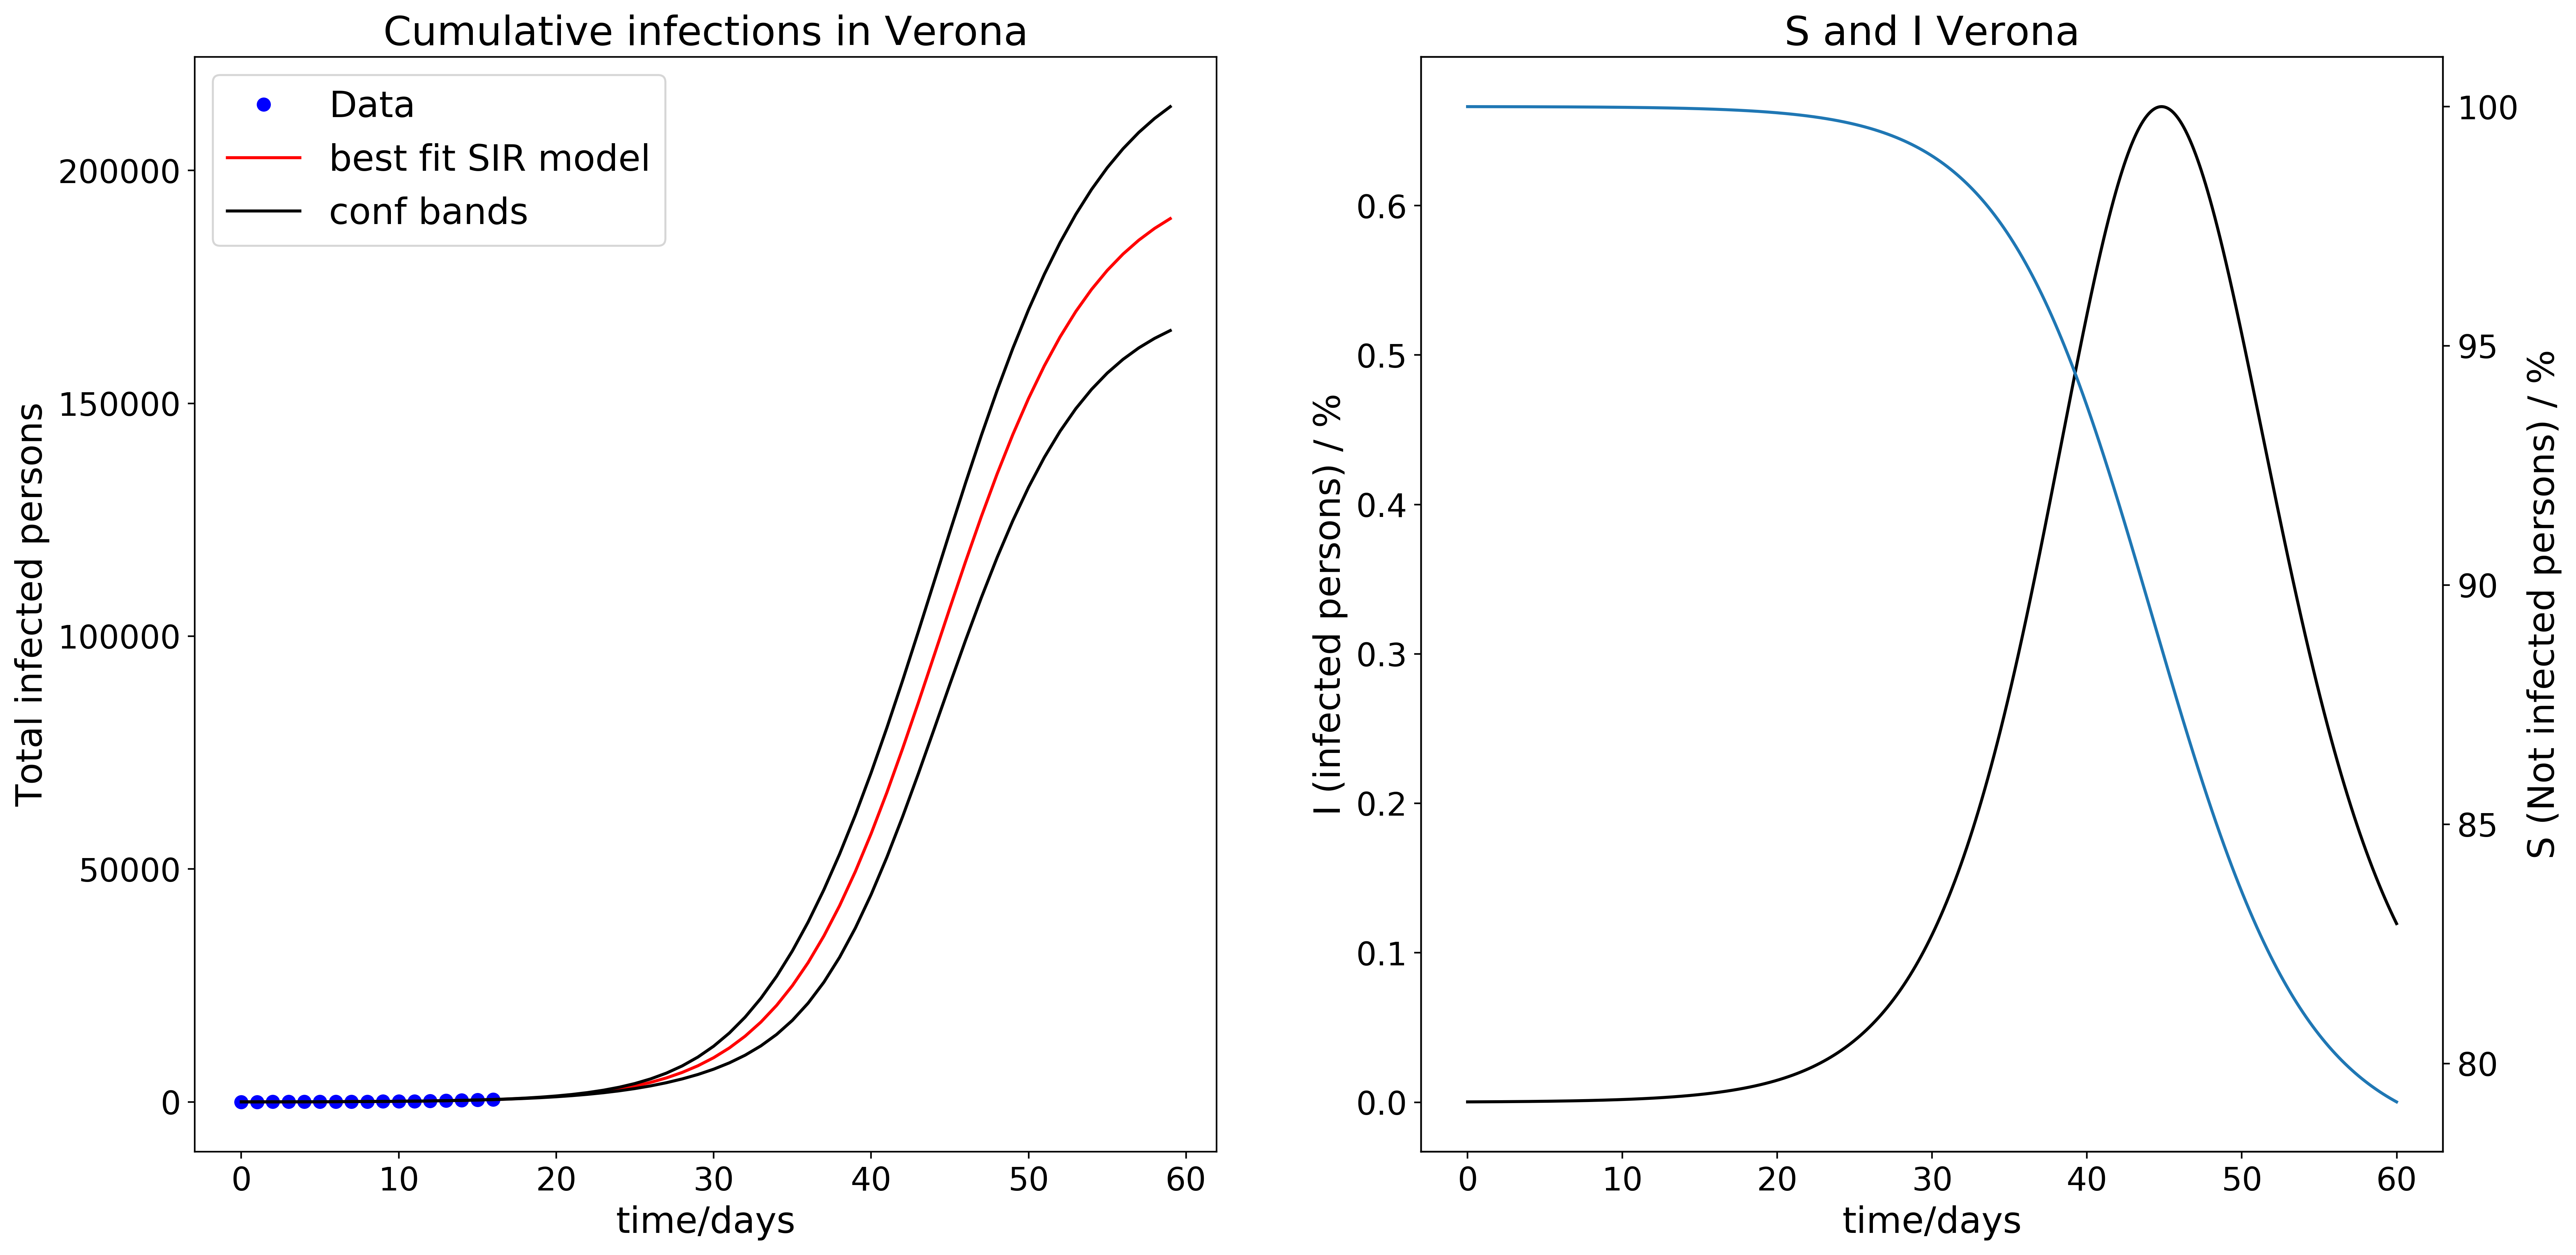 Cumulative infections in Verona
Data
best fit SIR model
conf bands
Total infected persons
200000
150000
100000
50000
0
0 10 20 30 40 50 60
time/days
S and I Verona
I (infected persons) / %
0.6
0.5
0.4
0.3
0.2
0.1
0.0
0 10 20 30 40 50 60
time/days
100
95
90
85
80
S (Not infected persons) / %